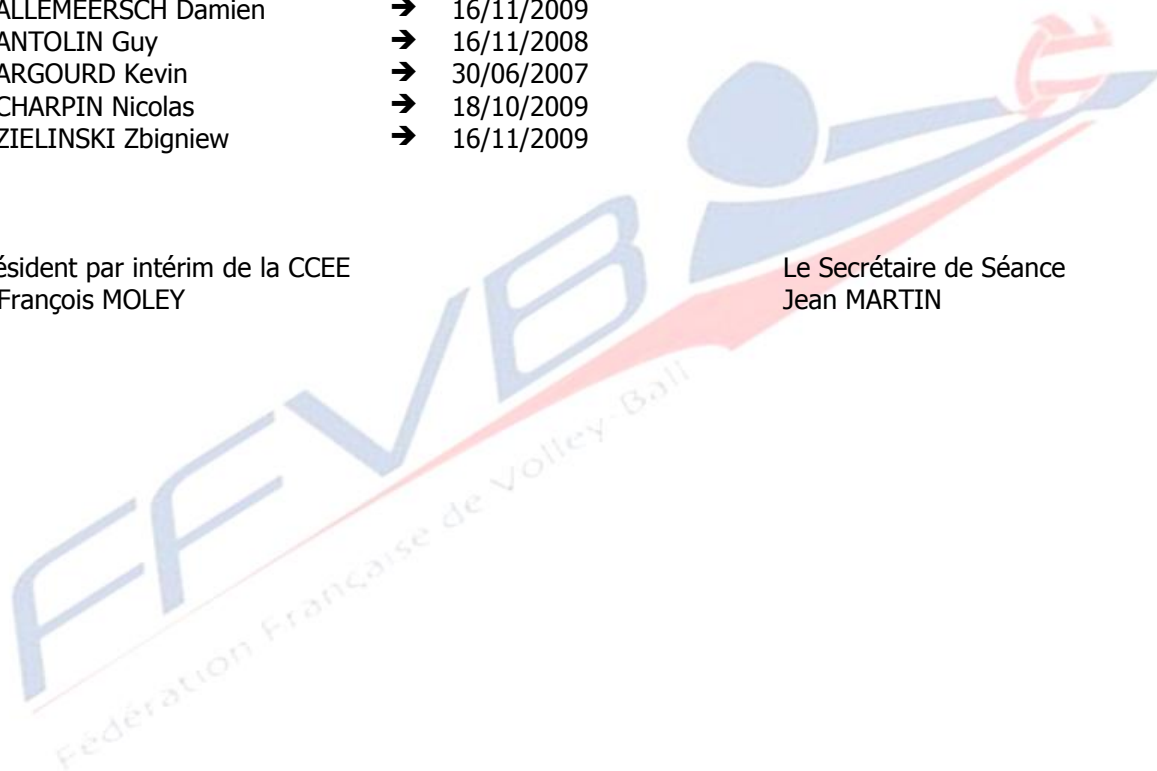 ALLEMEERSCH Damien ➔ 16/11/2009
ANTOLIN Guy ➔ 16/11/2008
ARGOURD Kevin ➔ 30/06/2007
CHARPIN Nicolas ➔ 18/10/2009
ZIELINSKI Zbigniew ➔ 16/11/2009
ésident par intérim de la CCEE Le Secrétaire de Séance
François MOLEY Jean MARTIN
FFVB
Fédération Française de Volley-Ball